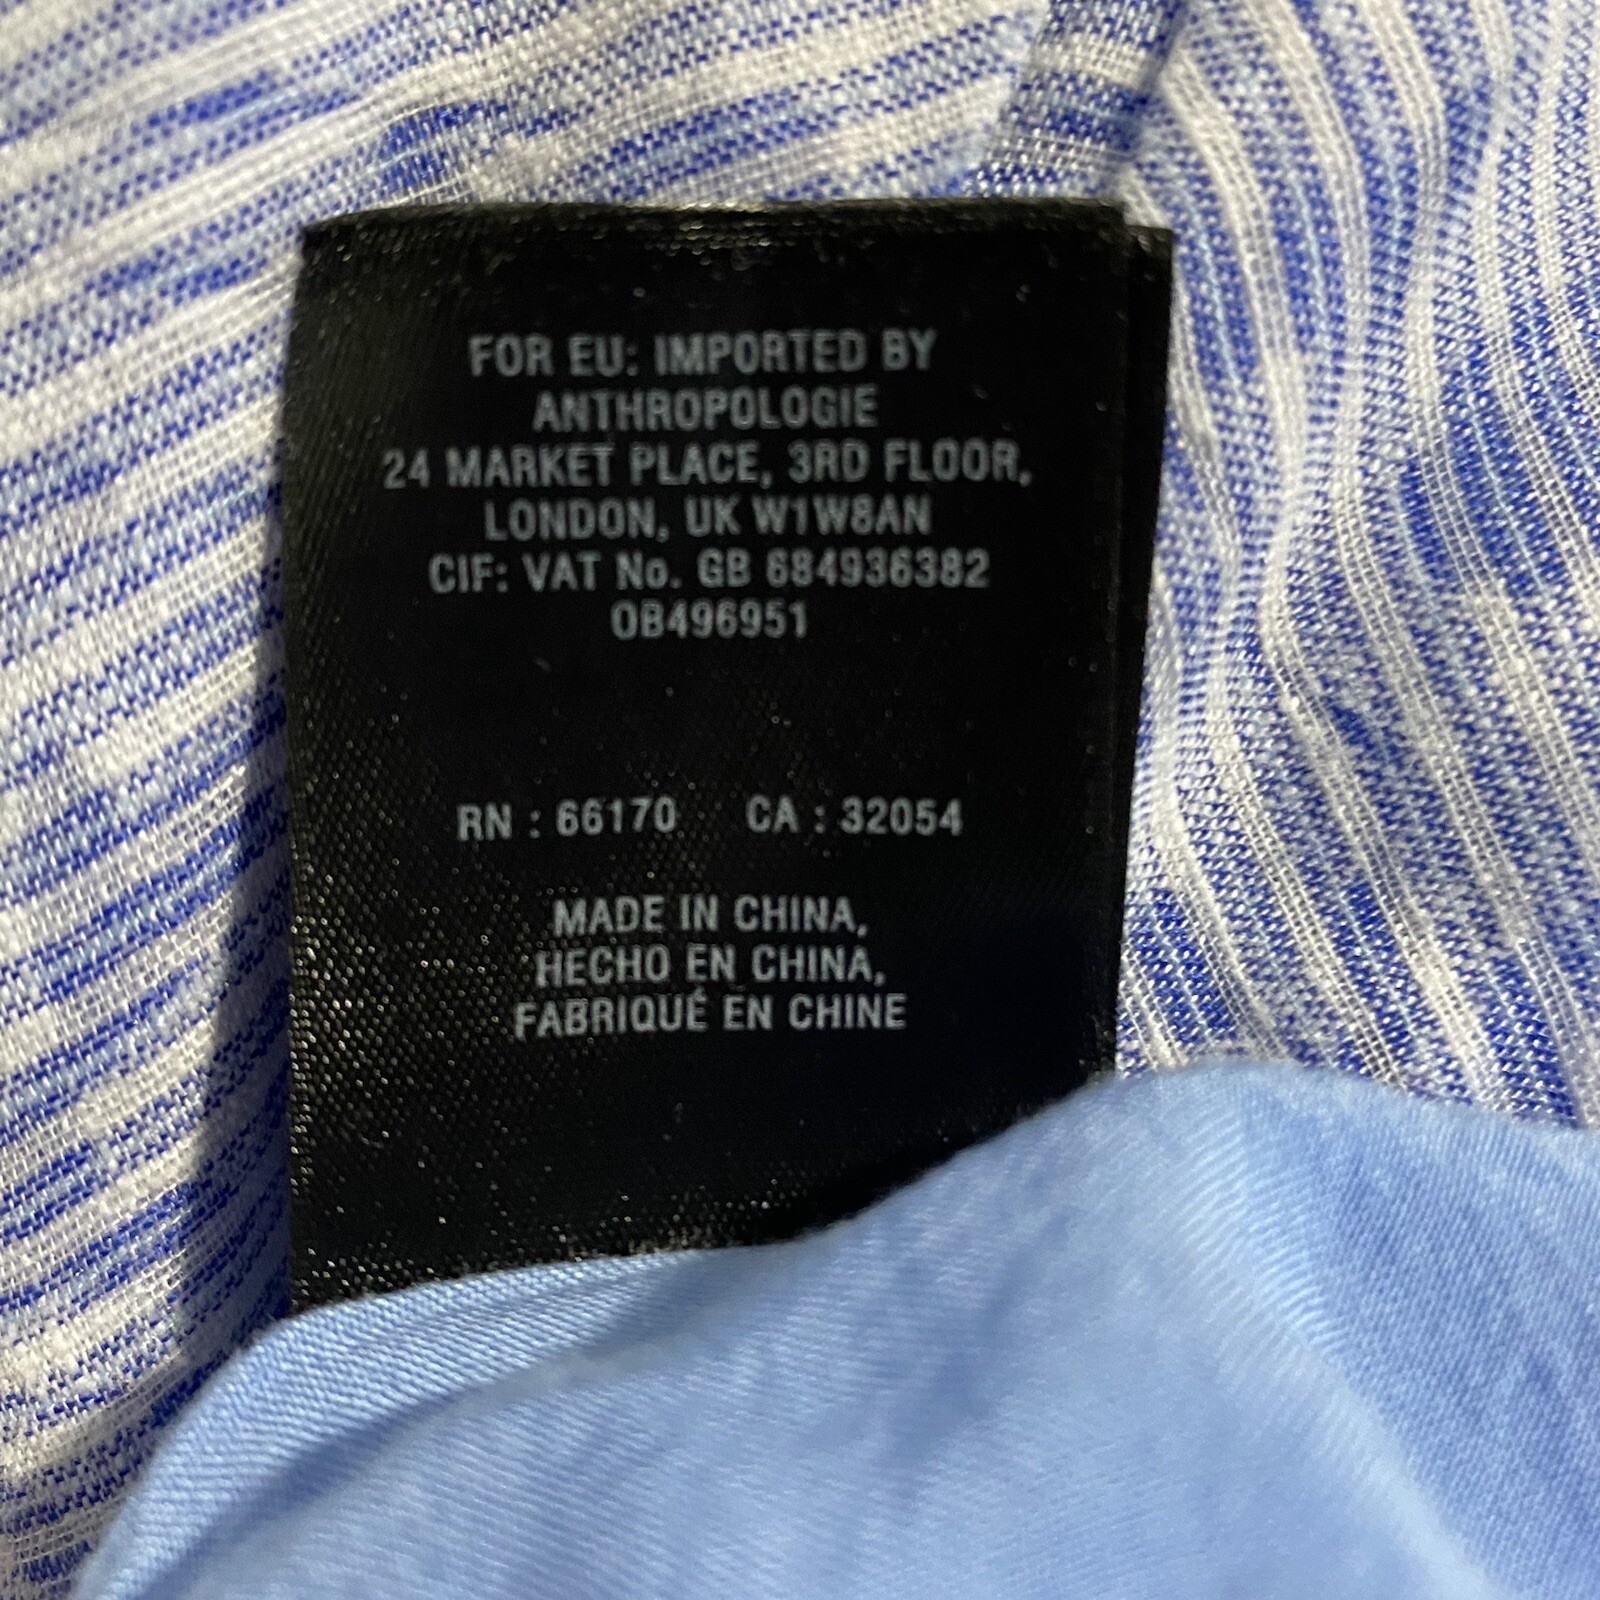 FOR EU: IMPORTED BY
ANTHROPOLOGIE
24 MARKET PLACE, 3RD FLOOR,
LONDON, UK W1W8AN
CIF: VAT No. GB 684936382
OB496951
RN : 66170 CA : 32054
MADE IN CHINA,
HECHO EN CHINA,
FABRIQUÉ EN CHINE